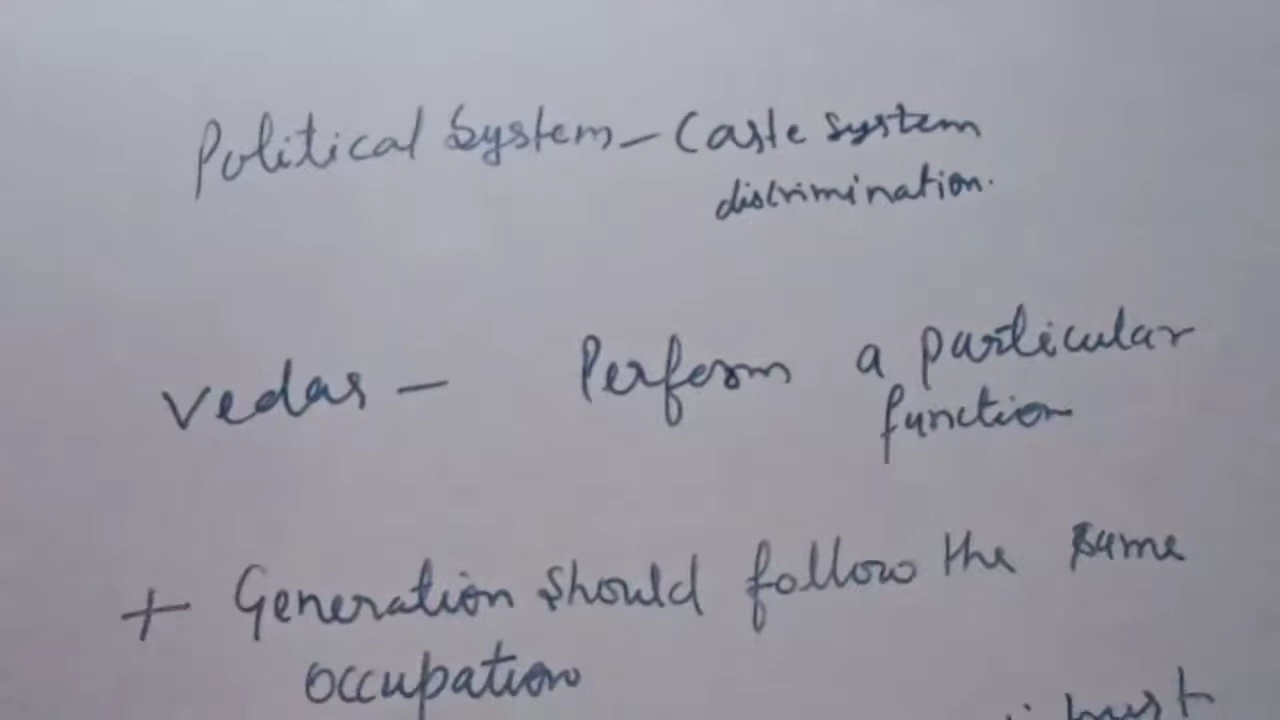 Political System - Caste system
discrimination.
Vedas - Perform a particular
function
+ Generation should follow the same
occupation